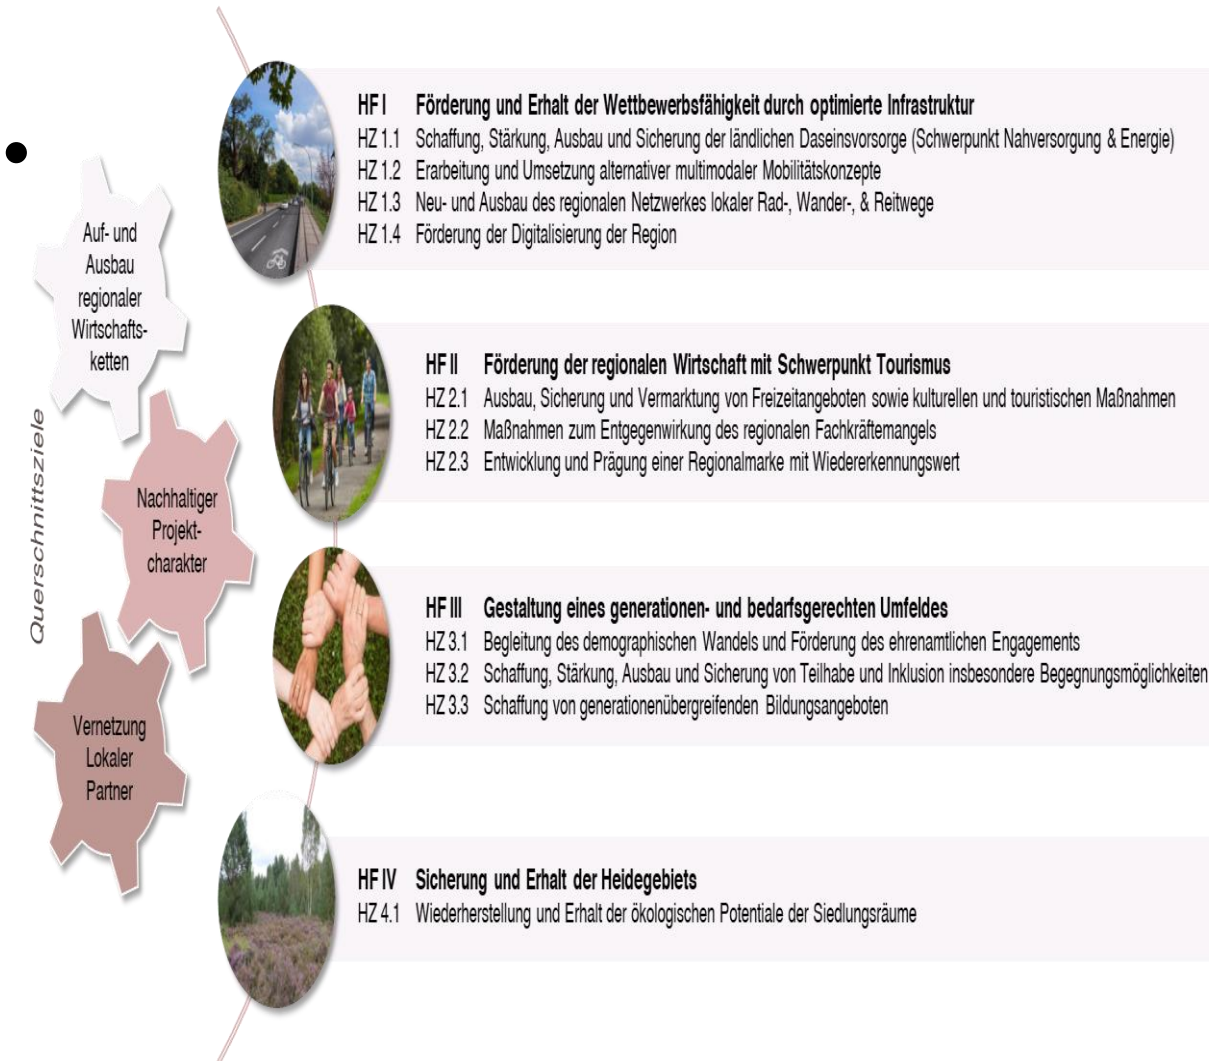 Querschnittsziele
Auf- und
Ausbau
regionaler
Wirtschafts-
ketten
Nachhaltiger
Projekt-
charakter
Vernetzung
Lokaler
Partner
HF I Förderung und Erhalt der Wettbewerbsfähigkeit durch optimierte Infrastruktur
HZ 1.1 Schaffung, Stärkung, Ausbau und Sicherung der ländlichen Daseinsvorsorge (Schwerpunkt Nahversorgung & Energie)
HZ 1.2 Erarbeitung und Umsetzung alternativer multimodaler Mobilitätskonzepte
HZ 1.3 Neu- und Ausbau des regionalen Netzwerkes lokaler Rad-, Wander-, & Reitwege
HZ 1.4 Förderung der Digitalisierung der Region
HF II Förderung der regionalen Wirtschaft mit Schwerpunkt Tourismus
HZ 2.1 Ausbau, Sicherung und Vermarktung von Freizeitangeboten sowie kulturellen und touristischen Maßnahmen
HZ 2.2 Maßnahmen zum Entgegenwirkung des regionalen Fachkräftemangels
HZ 2.3 Entwicklung und Prägung einer Regionalmarke mit Wiedererkennungswert
HF III Gestaltung eines generationen- und bedarfsgerechten Umfeldes
HZ 3.1 Begleitung des demographischen Wandels und Förderung des ehrenamtlichen Engagements
HZ 3.2 Schaffung, Stärkung, Ausbau und Sicherung von Teilhabe und Inklusion insbesondere Begegnungsmöglichkeiten
HZ 3.3 Schaffung von generationenübergreifenden Bildungsangeboten
HF IV Sicherung und Erhalt der Heidegebiets
HZ 4.1 Wiederherstellung und Erhalt der ökologischen Potentiale der Siedlungsräume